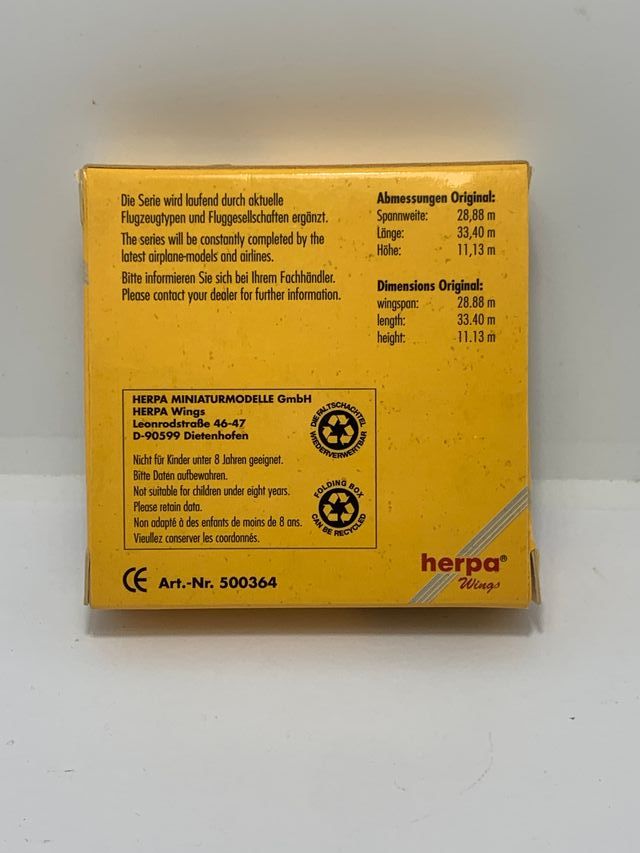 Die Serie wird laufend durch aktuelle
Flugzeugtypen und Fluggesellschaften ergänzt.
The series will be constantly completed by the
latest airplane-models and airlines.
Bitte informieren Sie sich bei Ihrem Fachhändler.
Please contact your dealer for further information.
Abmessungen Original:
Spannweite: 28,88 m
Länge: 33,40 m
Höhe: 11,13 m
Dimensions Original:
wingspan: 28.88 m
length: 33.40 m
height: 11.13 m
HERPA MINIATURMODELLE GmbH
HERPA Wings
Leonrodstraße 46-47
D-90599 Dietenhofen
Nicht für Kinder unter 8 Jahren geeignet.
Bitte Daten aufbewahren.
Not suitable for children under eight years.
Please retain data.
Non adapté à des enfants de moins de 8 ans.
Vieullez conserver les coordonnés.
DIE FALTSCHACHTEL
WIEDERVERWERTBAR
FOLDING BOX
CAN BE RECYCLED
CE Art.-Nr. 500364
herpa®
Wings